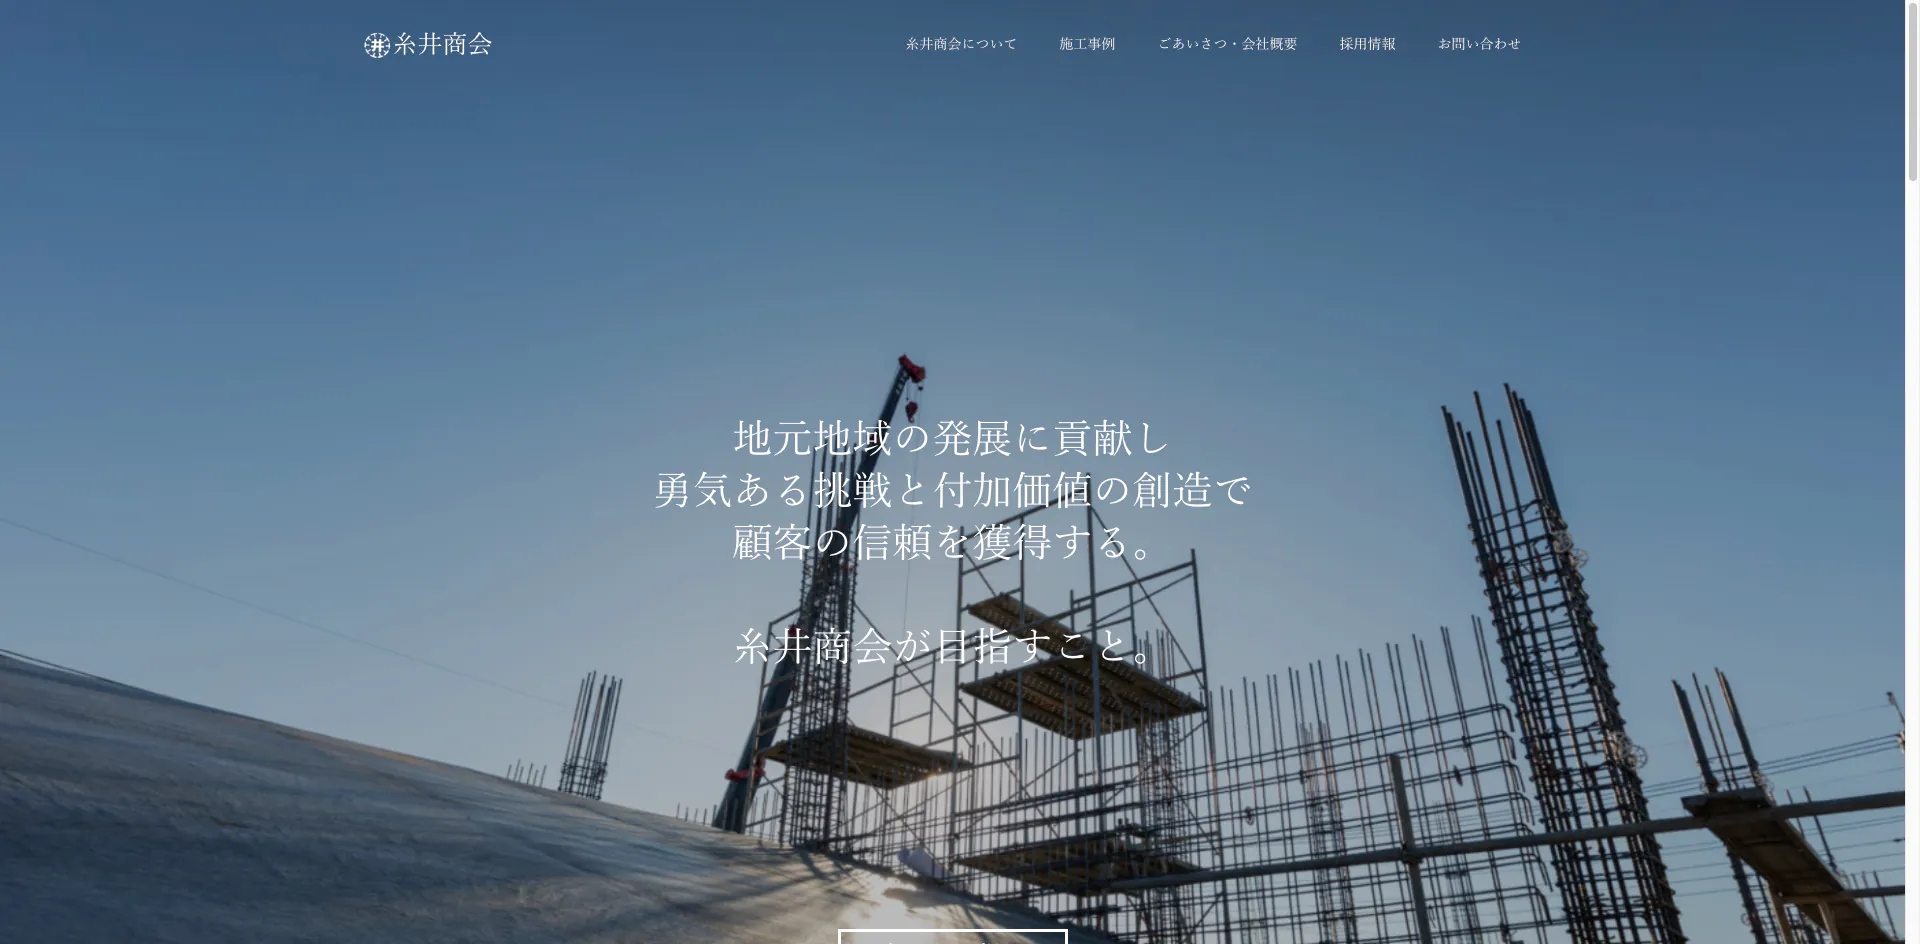 糸井商会
糸井商会について
施工事例
ごあいさつ・会社概要
採用情報
お問い合わせ
地元地域の発展に貢献し
勇気ある挑戦と付加価値の創造で
顧客の信頼を獲得する。
糸井商会が目指すこと。